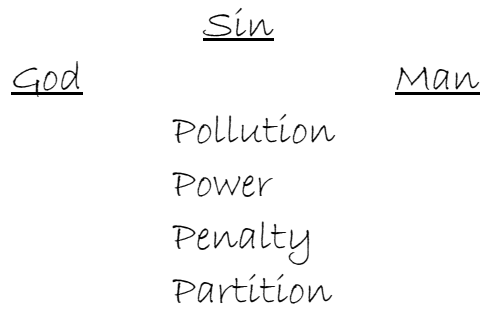 Sin
God Man
Pollution
Power
Penalty
Partition